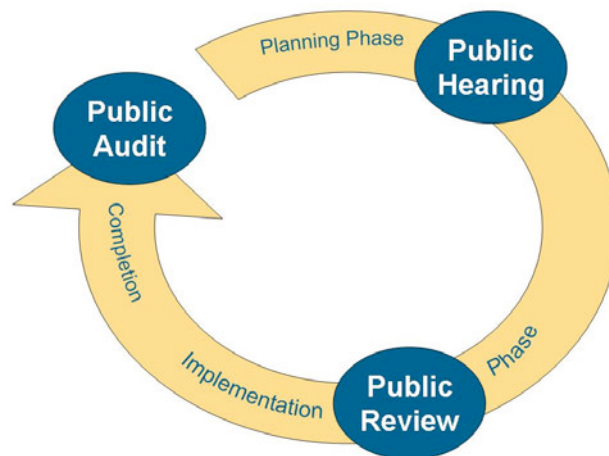 Planning Phase
Public
Hearing
Public
Audit
Completion
Implementation
Phase
Public
Review